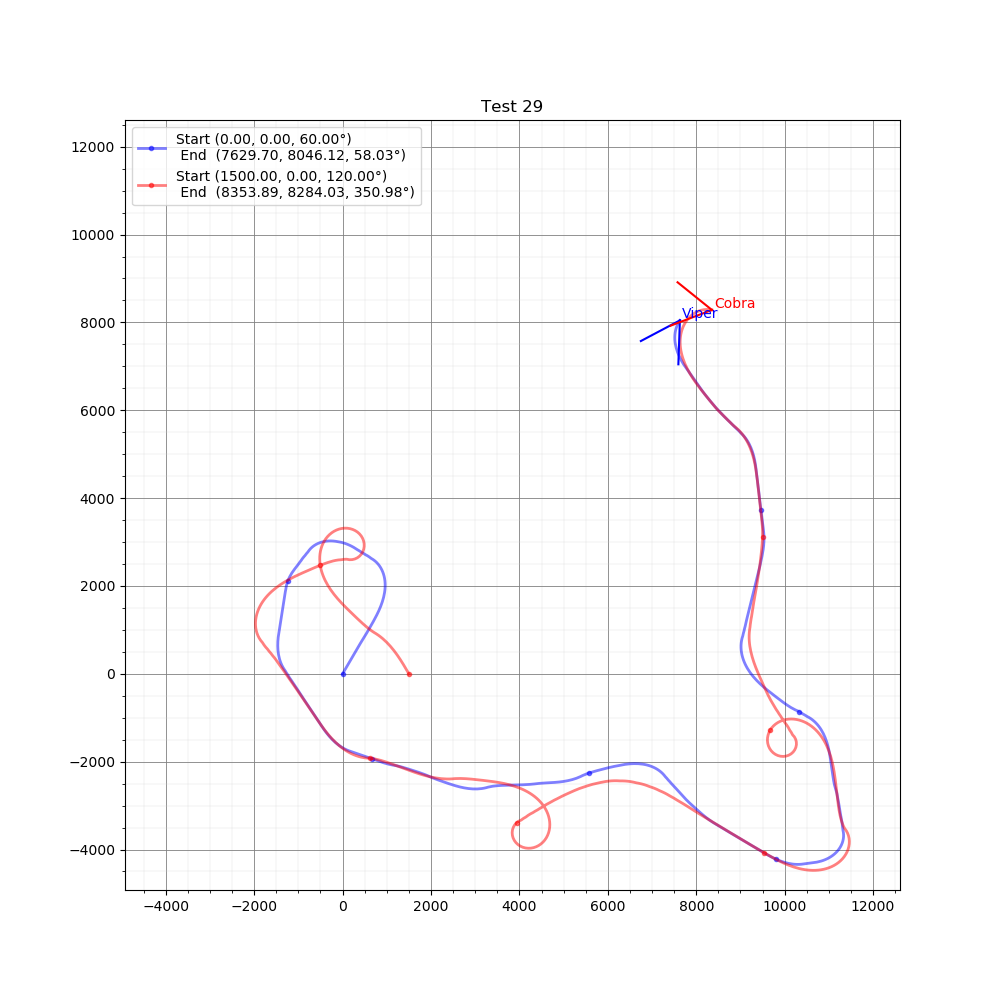 Test 29
Start (0.00, 0.00, 60.00°)
End (7629.70, 8046.12, 58.03°)
Start (1500.00, 0.00, 120.00°)
End (8353.89, 8284.03, 350.98°)
12000
10000
8000
6000
4000
2000
0
−2000
−4000
Cobra
Viper
−4000 −2000 0 2000 4000 6000 8000 10000 12000